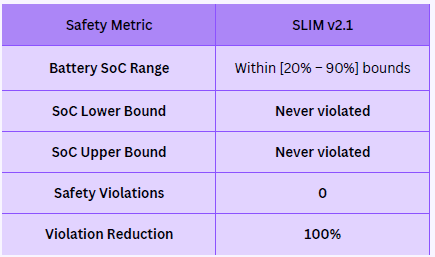 Safety Metric SLIM v2.1
Battery SoC Range Within [20% – 90%] bounds
SoC Lower Bound Never violated
SoC Upper Bound Never violated
Safety Violations 0
Violation Reduction 100%